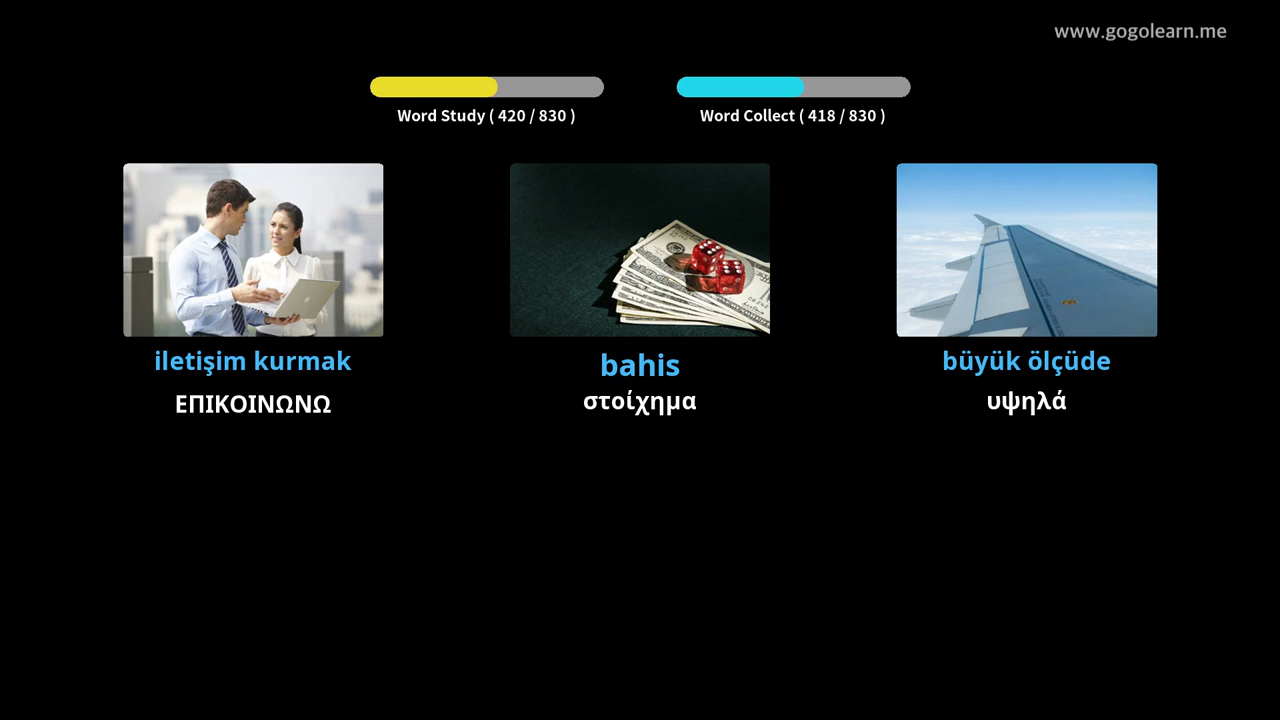 www.gogolearn.me
Word Study ( 420 / 830 )
Word Collect ( 418 / 830 )
iletişim kurmak
ΕΠΙΚΟΙΝΩΝΩ
bahis
στοίχημα
büyük ölçüde
υψηλά